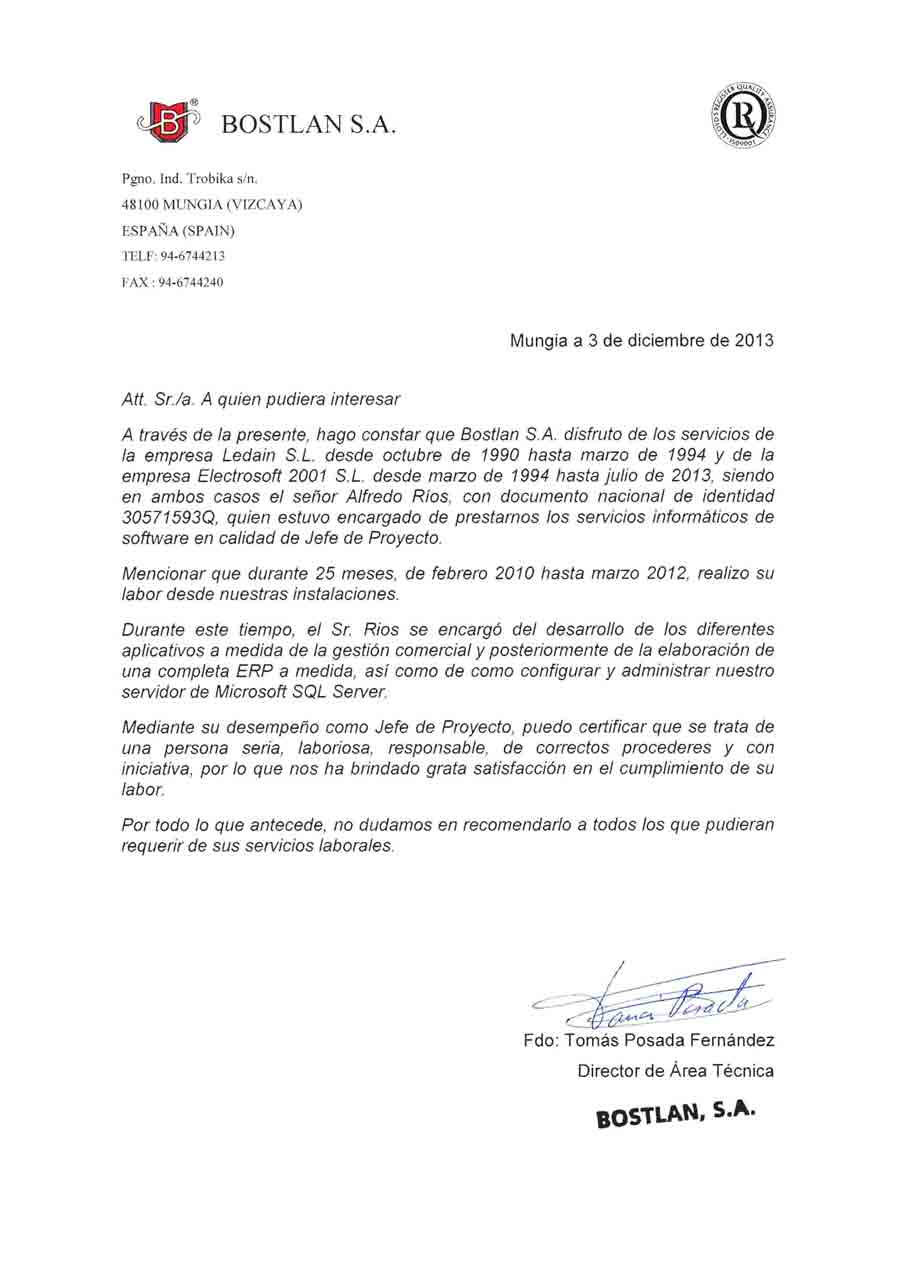 B ®
BOSTLAN S.A.
LLOYD'S REGISTER QUALITY ASSURANCE
ISO9001
Pgno. Ind. Trobika s/n.
48100 MUNGIA (VIZCAYA)
ESPAÑA (SPAIN)
TELF: 94-6744213
FAX : 94-6744240
Mungia a 3 de diciembre de 2013
Att. Sr./a. A quien pudiera interesar
A través de la presente, hago constar que Bostlan S.A. disfruto de los servicios de
la empresa Ledain S.L. desde octubre de 1990 hasta marzo de 1994 y de la
empresa Electrosoft 2001 S.L. desde marzo de 1994 hasta julio de 2013, siendo
en ambos casos el señor Alfredo Ríos, con documento nacional de identidad
30571593Q, quien estuvo encargado de prestarnos los servicios informáticos de
software en calidad de Jefe de Proyecto.
Mencionar que durante 25 meses, de febrero 2010 hasta marzo 2012, realizo su
labor desde nuestras instalaciones.
Durante este tiempo, el Sr. Rios se encargó del desarrollo de los diferentes
aplicativos a medida de la gestión comercial y posteriormente de la elaboración de
una completa ERP a medida, así como de como configurar y administrar nuestro
servidor de Microsoft SQL Server.
Mediante su desempeño como Jefe de Proyecto, puedo certificar que se trata de
una persona seria, laboriosa, responsable, de correctos procederes y con
iniciativa, por lo que nos ha brindado grata satisfacción en el cumplimiento de su
labor.
Por todo lo que antecede, no dudamos en recomendarlo a todos los que pudieran
requerir de sus servicios laborales.
Fdo: Tomás Posada Fernández
Director de Área Técnica
BOSTLAN, S.A.